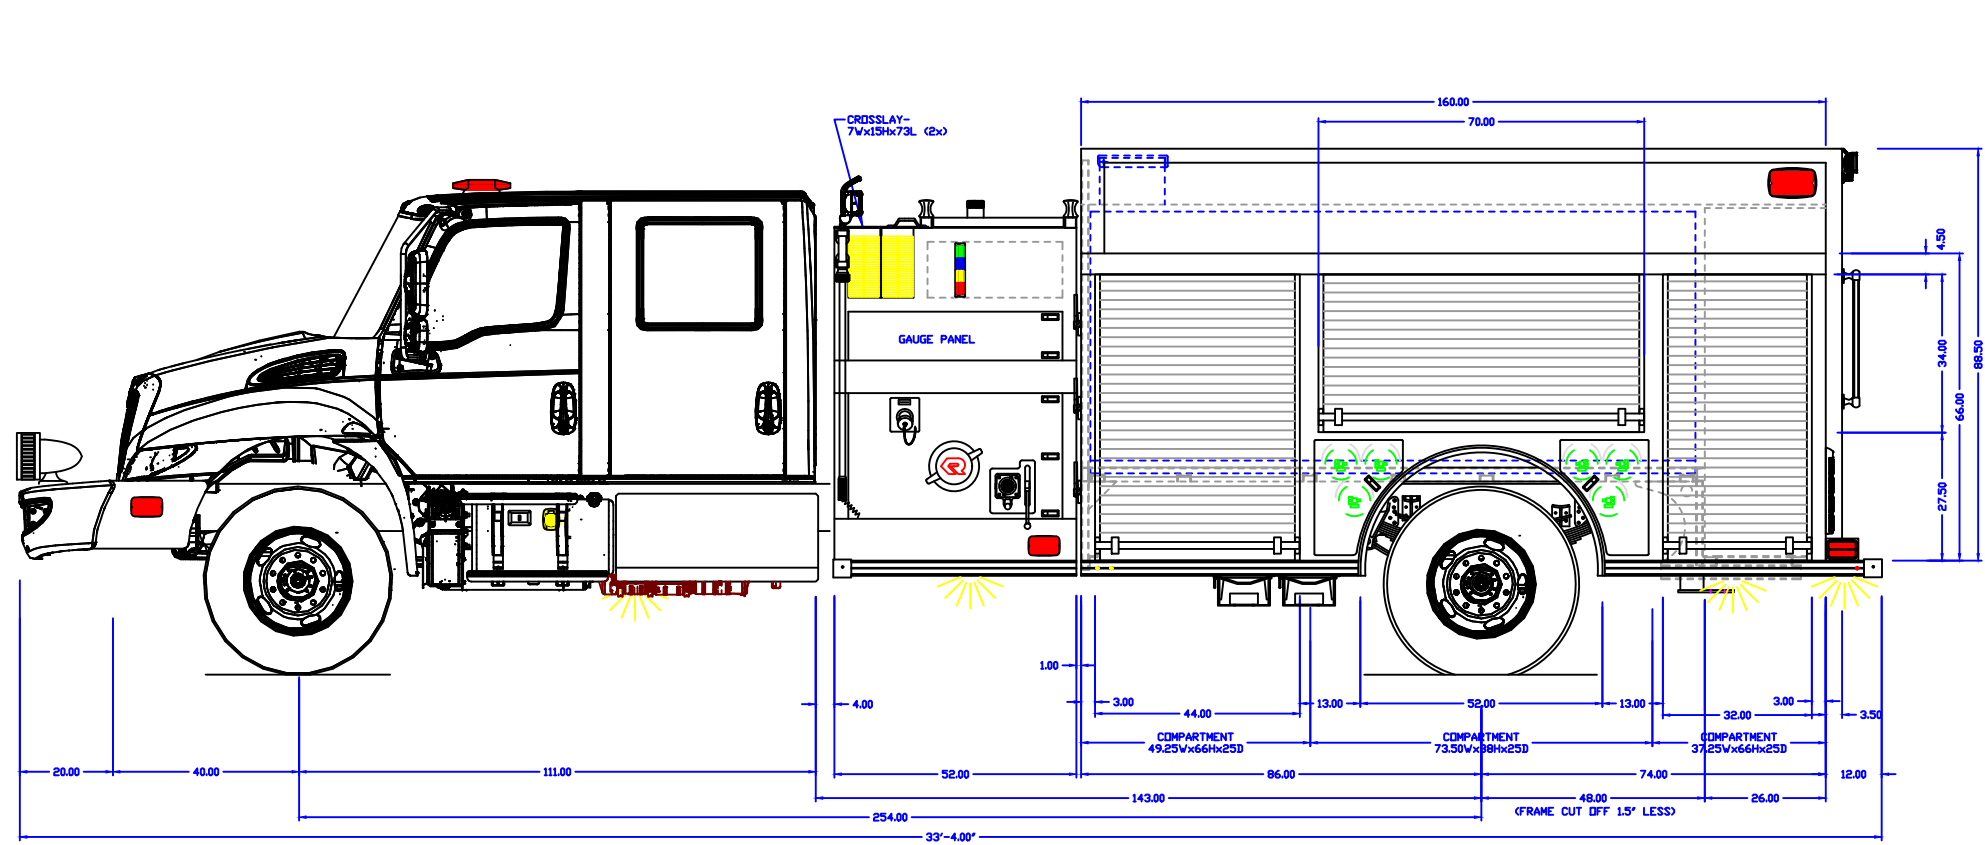 160.00
CROSSLAY-
7Wx15Hx73L (2x)
70.00
4.50
GAUGE PANEL
34.00
88.50
66.00
27.50
1.00
4.00
3.00
44.00
13.00
52.00
13.00
32.00
3.00
3.50
COMPARTMENT
49.25Wx66Hx25D
COMPARTMENT
73.50Wx38Hx25D
COMPARTMENT
37.25Wx66Hx25D
20.00
40.00
111.00
52.00
86.00
74.00
12.00
143.00
48.00
26.00
(FRAME CUT OFF 1.5" LESS)
254.00
33'-4.00"